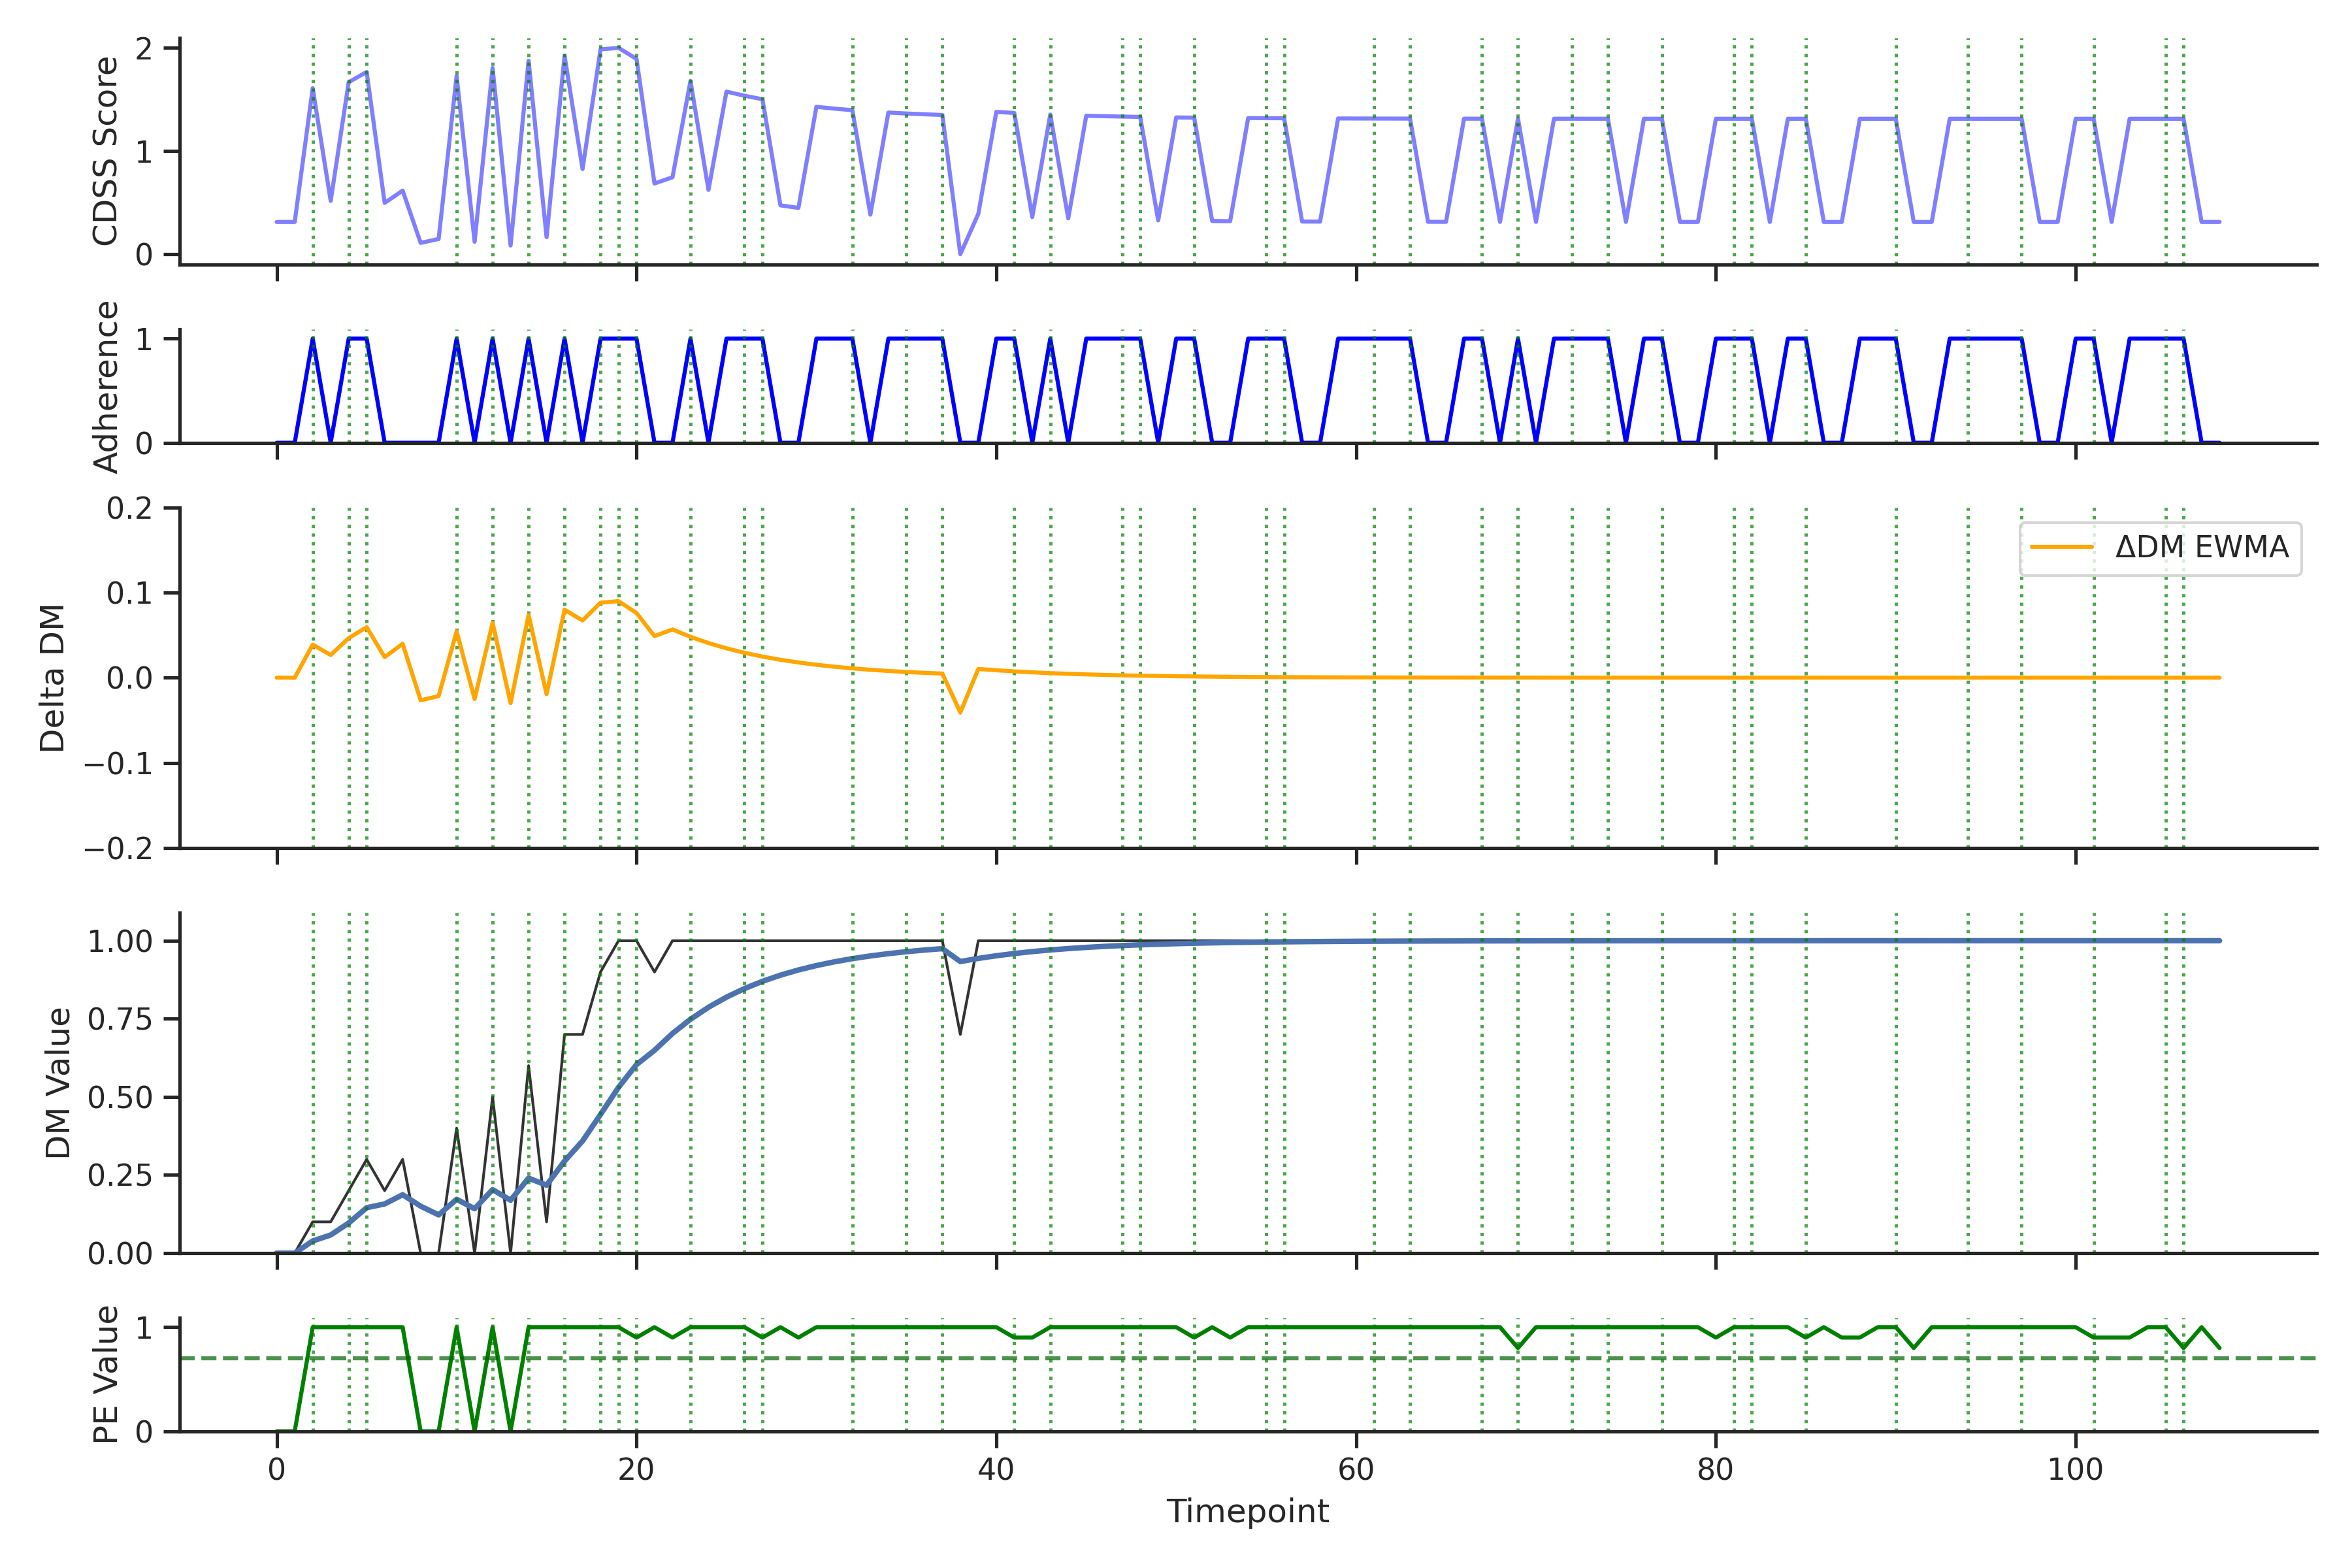 CDSS Score
2
1
0
Adherence
1
0
Delta DM
0.2
0.1
0.0
−0.1
−0.2
ΔDM EWMA
DM Value
1.00
0.75
0.50
0.25
0.00
PE Value
1
0
0 20 40 60 80 100
Timepoint